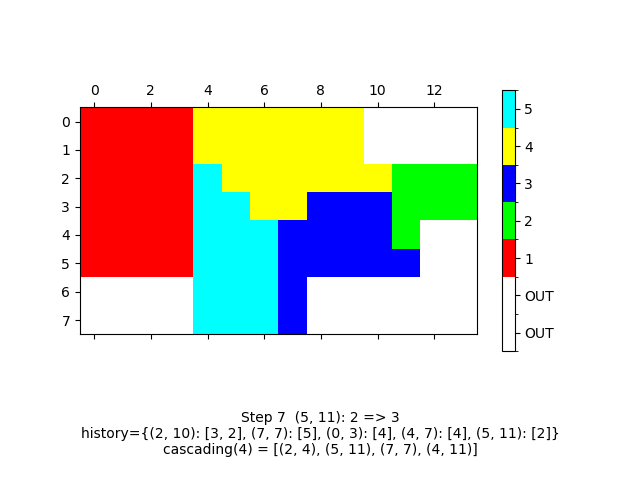 0 2 4 6 8 10 12
0
1
2
3
4
5
6
7
5
4
3
2
1
OUT
OUT
Step 7  (5, 11): 2 => 3
history={(2, 10): [3, 2], (7, 7): [5], (0, 3): [4], (4, 7): [4], (5, 11): [2]}
cascading(4) = [(2, 4), (5, 11), (7, 7), (4, 11)]